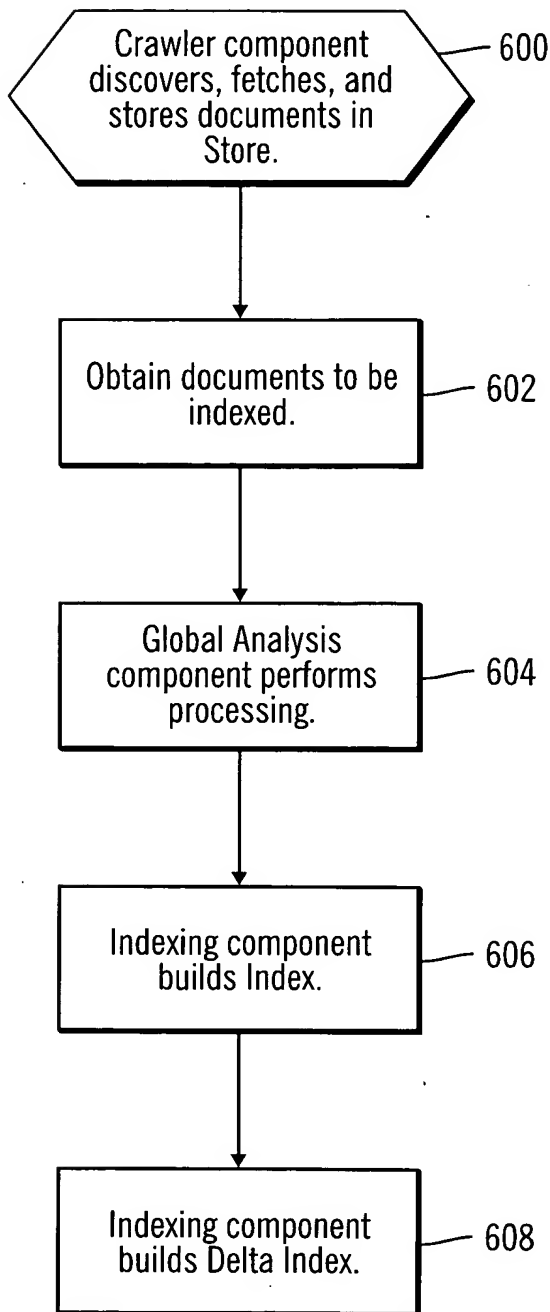 Crawler component
discovers, fetches, and
stores documents in
Store.
600
Obtain documents to be
indexed.
602
Global Analysis
component performs
processing.
604
Indexing component
builds Index.
606
Indexing component
builds Delta Index.
608